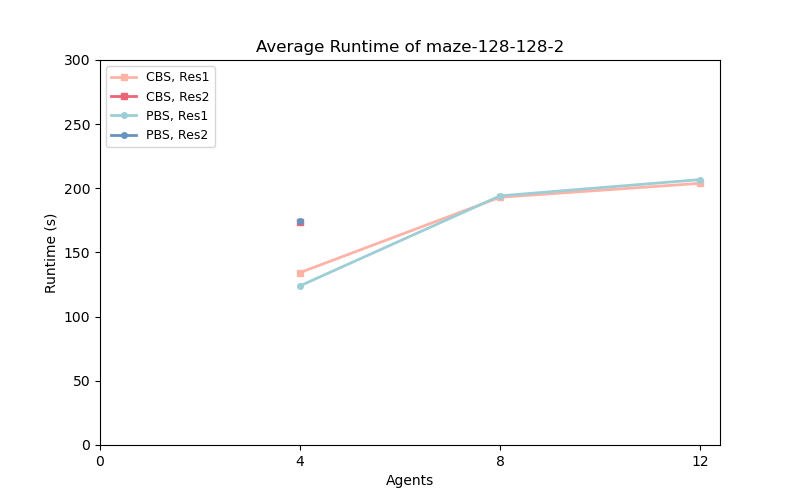 Average Runtime of maze-128-128-2
CBS, Res1
CBS, Res2
PBS, Res1
PBS, Res2
Runtime (s)
300
250
200
150
100
50
0
0 4 8 12
Agents